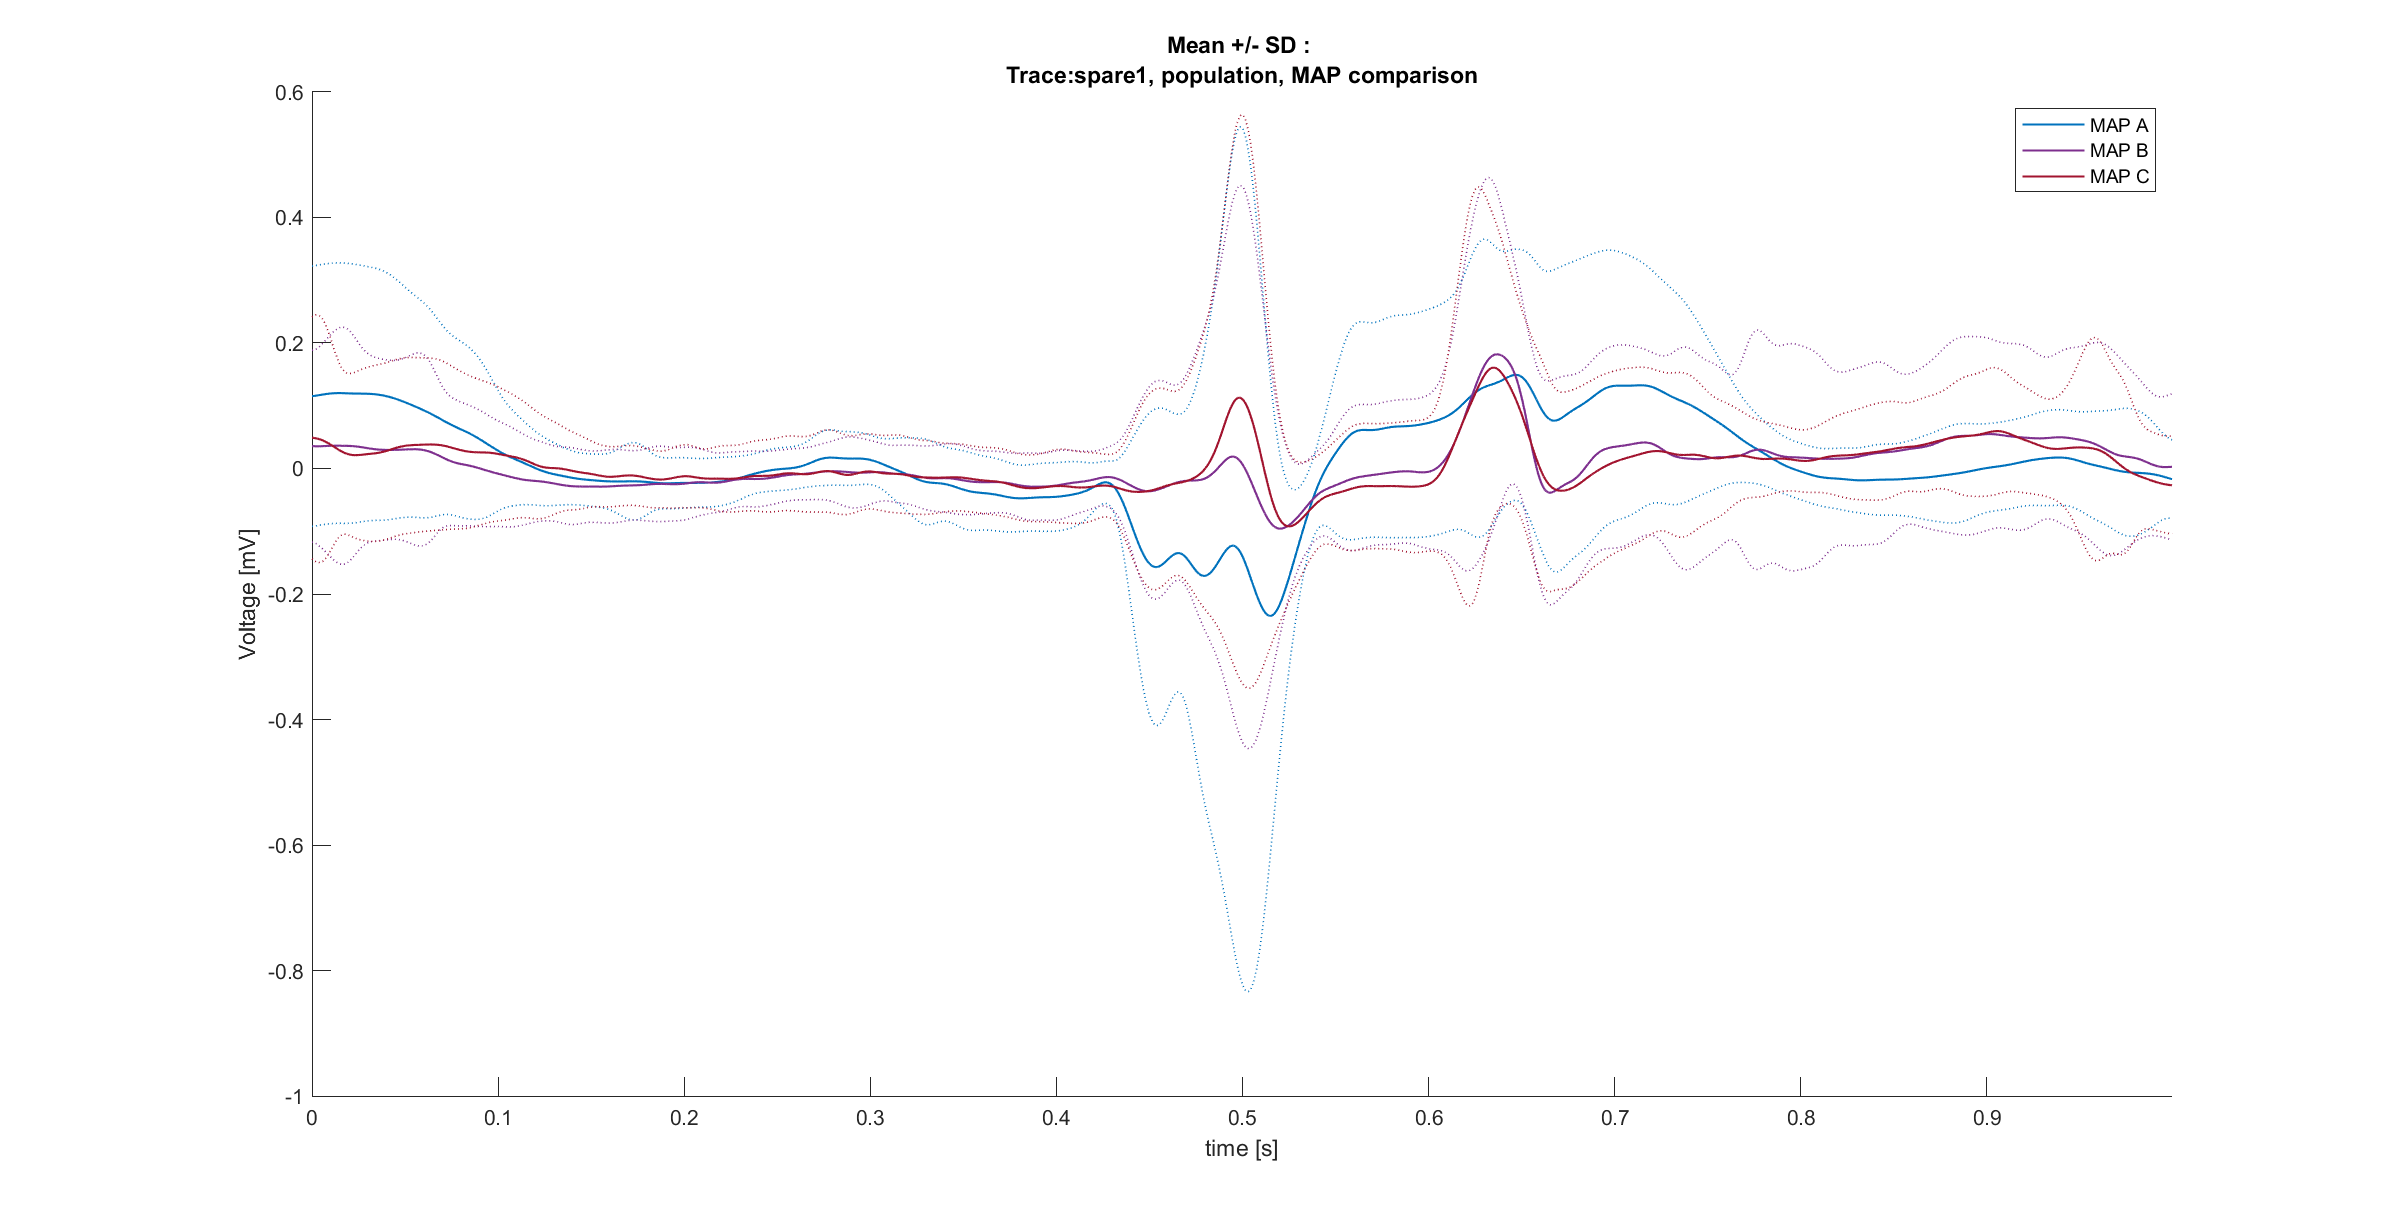 Mean +/- SD :
Trace:spare1, population, MAP comparison
MAP A
MAP B
MAP C
0.6
0.4
0.2
0
-0.2
-0.4
-0.6
-0.8
-1
Voltage [mV]
0 0.1 0.2 0.3 0.4 0.5 0.6 0.7 0.8 0.9
time [s]